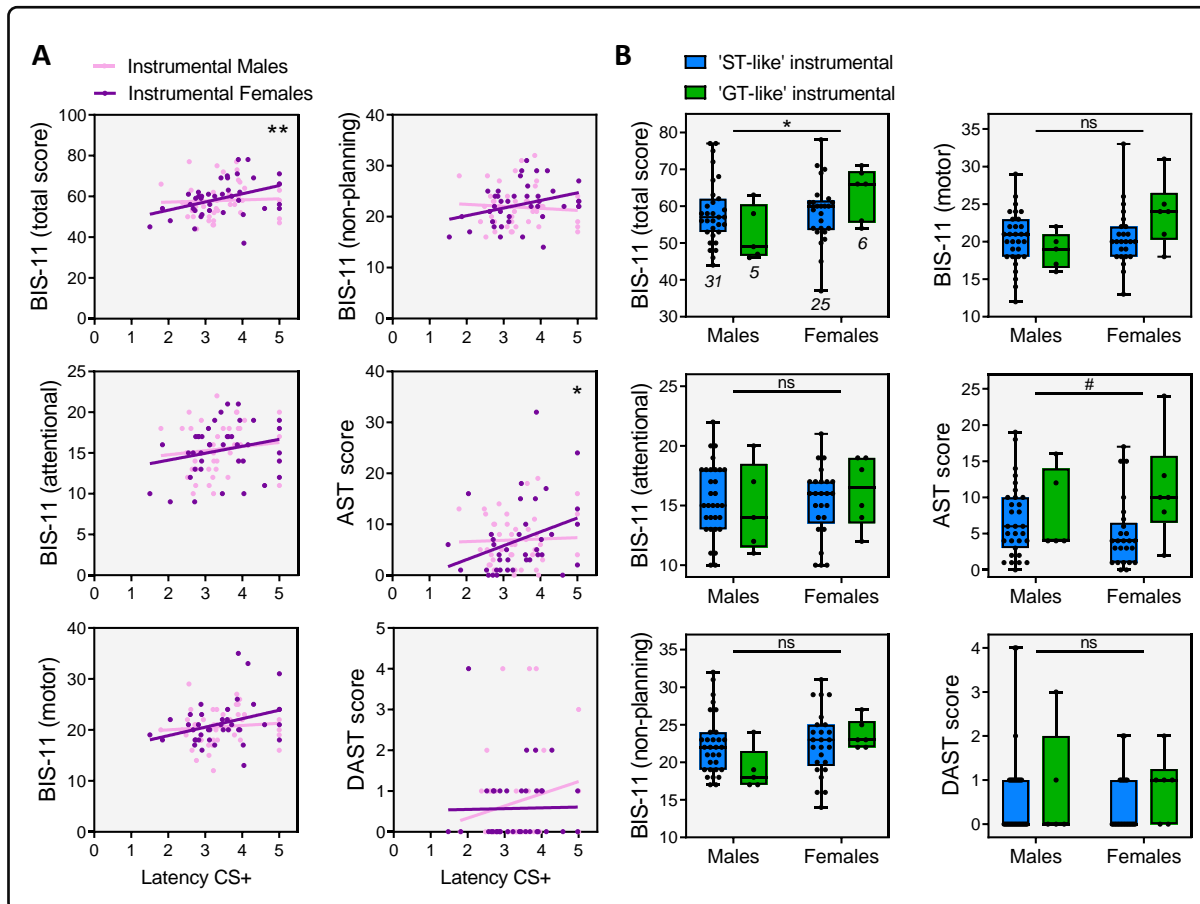 A
Instrumental Males
Instrumental Females
BIS-11 (total score)
100
80
60
40
20
0
**
0 1 2 3 4 5
BIS-11 (non-planning)
40
30
20
10
0
0 1 2 3 4 5
BIS-11 (attentional)
25
20
15
10
5
0
0 1 2 3 4 5
AST score
40
30
20
10
0
*
0 1 2 3 4 5
BIS-11 (motor)
40
30
20
10
0
0 1 2 3 4 5
Latency CS+
DAST score
5
4
3
2
1
0
0 1 2 3 4 5
Latency CS+
B
'ST-like' instrumental
'GT-like' instrumental
BIS-11 (total score)
80
70
60
50
40
30
*
31
5
25
6
Males Females
BIS-11 (motor)
35
30
25
20
15
10
ns
Males Females
BIS-11 (attentional)
25
20
15
10
ns
Males Females
AST score
25
20
15
10
5
0
#
Males Females
BIS-11 (non-planning)
35
30
25
20
15
10
ns
Males Females
DAST score
4
3
2
1
0
ns
Males Females